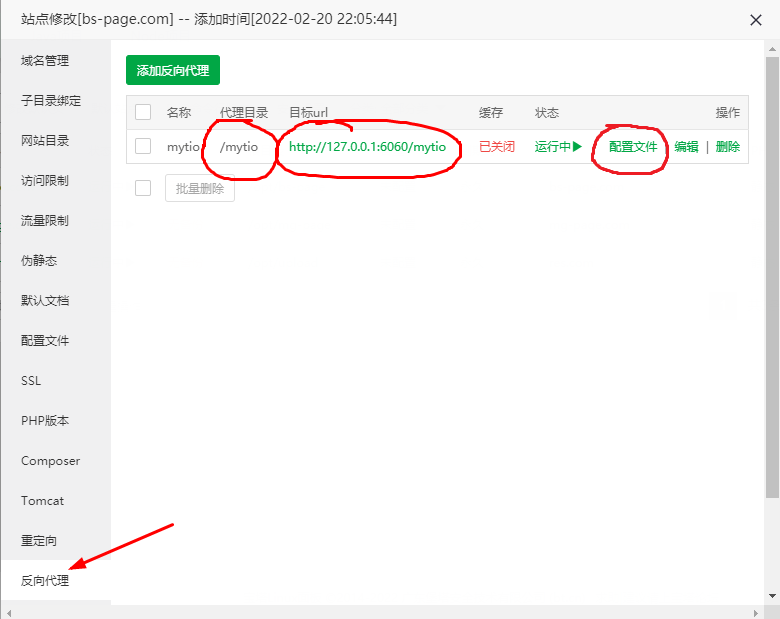 站点修改[bs-page.com] -- 添加时间[2022-02-20 22:05:44]
域名管理
子目录绑定
网站目录
访问限制
流量限制
伪静态
默认文档
配置文件
SSL
PHP版本
Composer
Tomcat
重定向
反向代理
添加反向代理
名称 代理目录 目标url 缓存 状态 操作
mytio /mytio http://127.0.0.1:6060/mytio 已关闭 运行中 配置文件 编辑 | 删除
批量删除